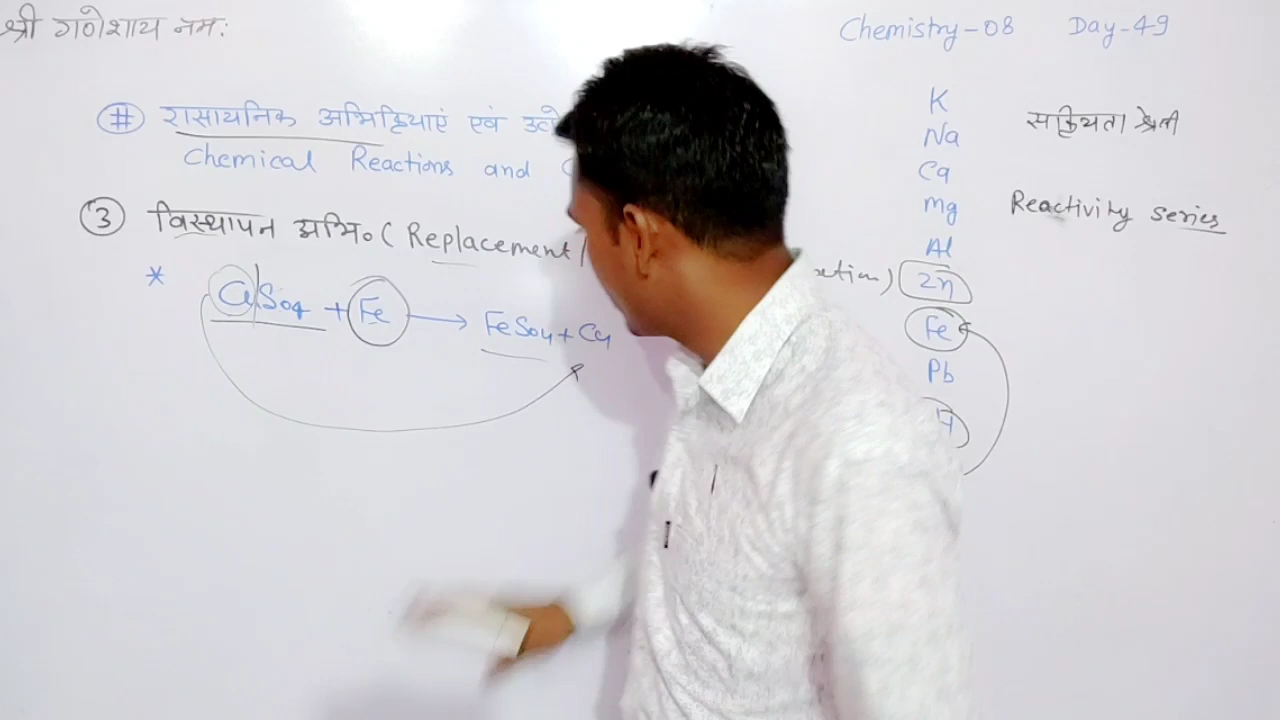 श्री गणेशाय नमः
Chemistry-08 Day-49
# रासायनिक अभिक्रियाएं एवं
Chemical Reactions and
3 विस्थापन अभि० ( Replacement /
* CuSO4 + Fe → FeSO4 + Cu
K
Na
Ca
Mg
Al
Zn
Fe
Pb
सक्रियता श्रेणी
Reactivity series